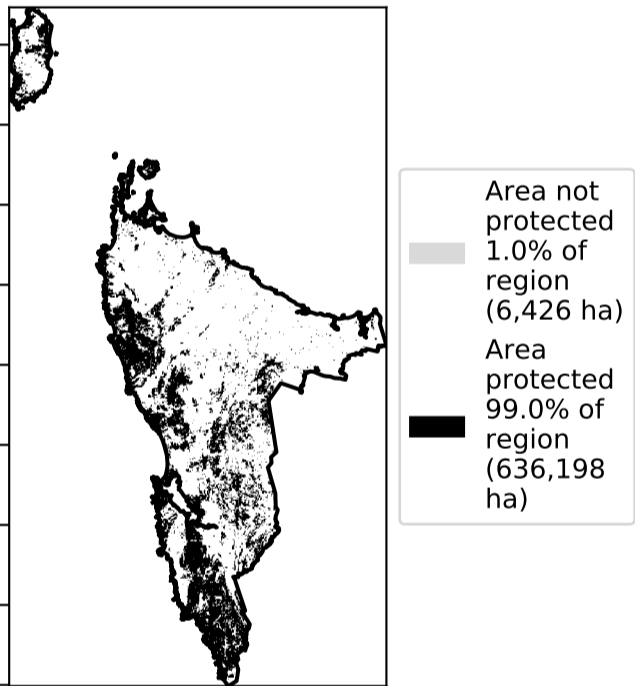 Area not
protected
1.0% of
region
(6,426 ha)
Area
protected
99.0% of
region
(636,198
ha)